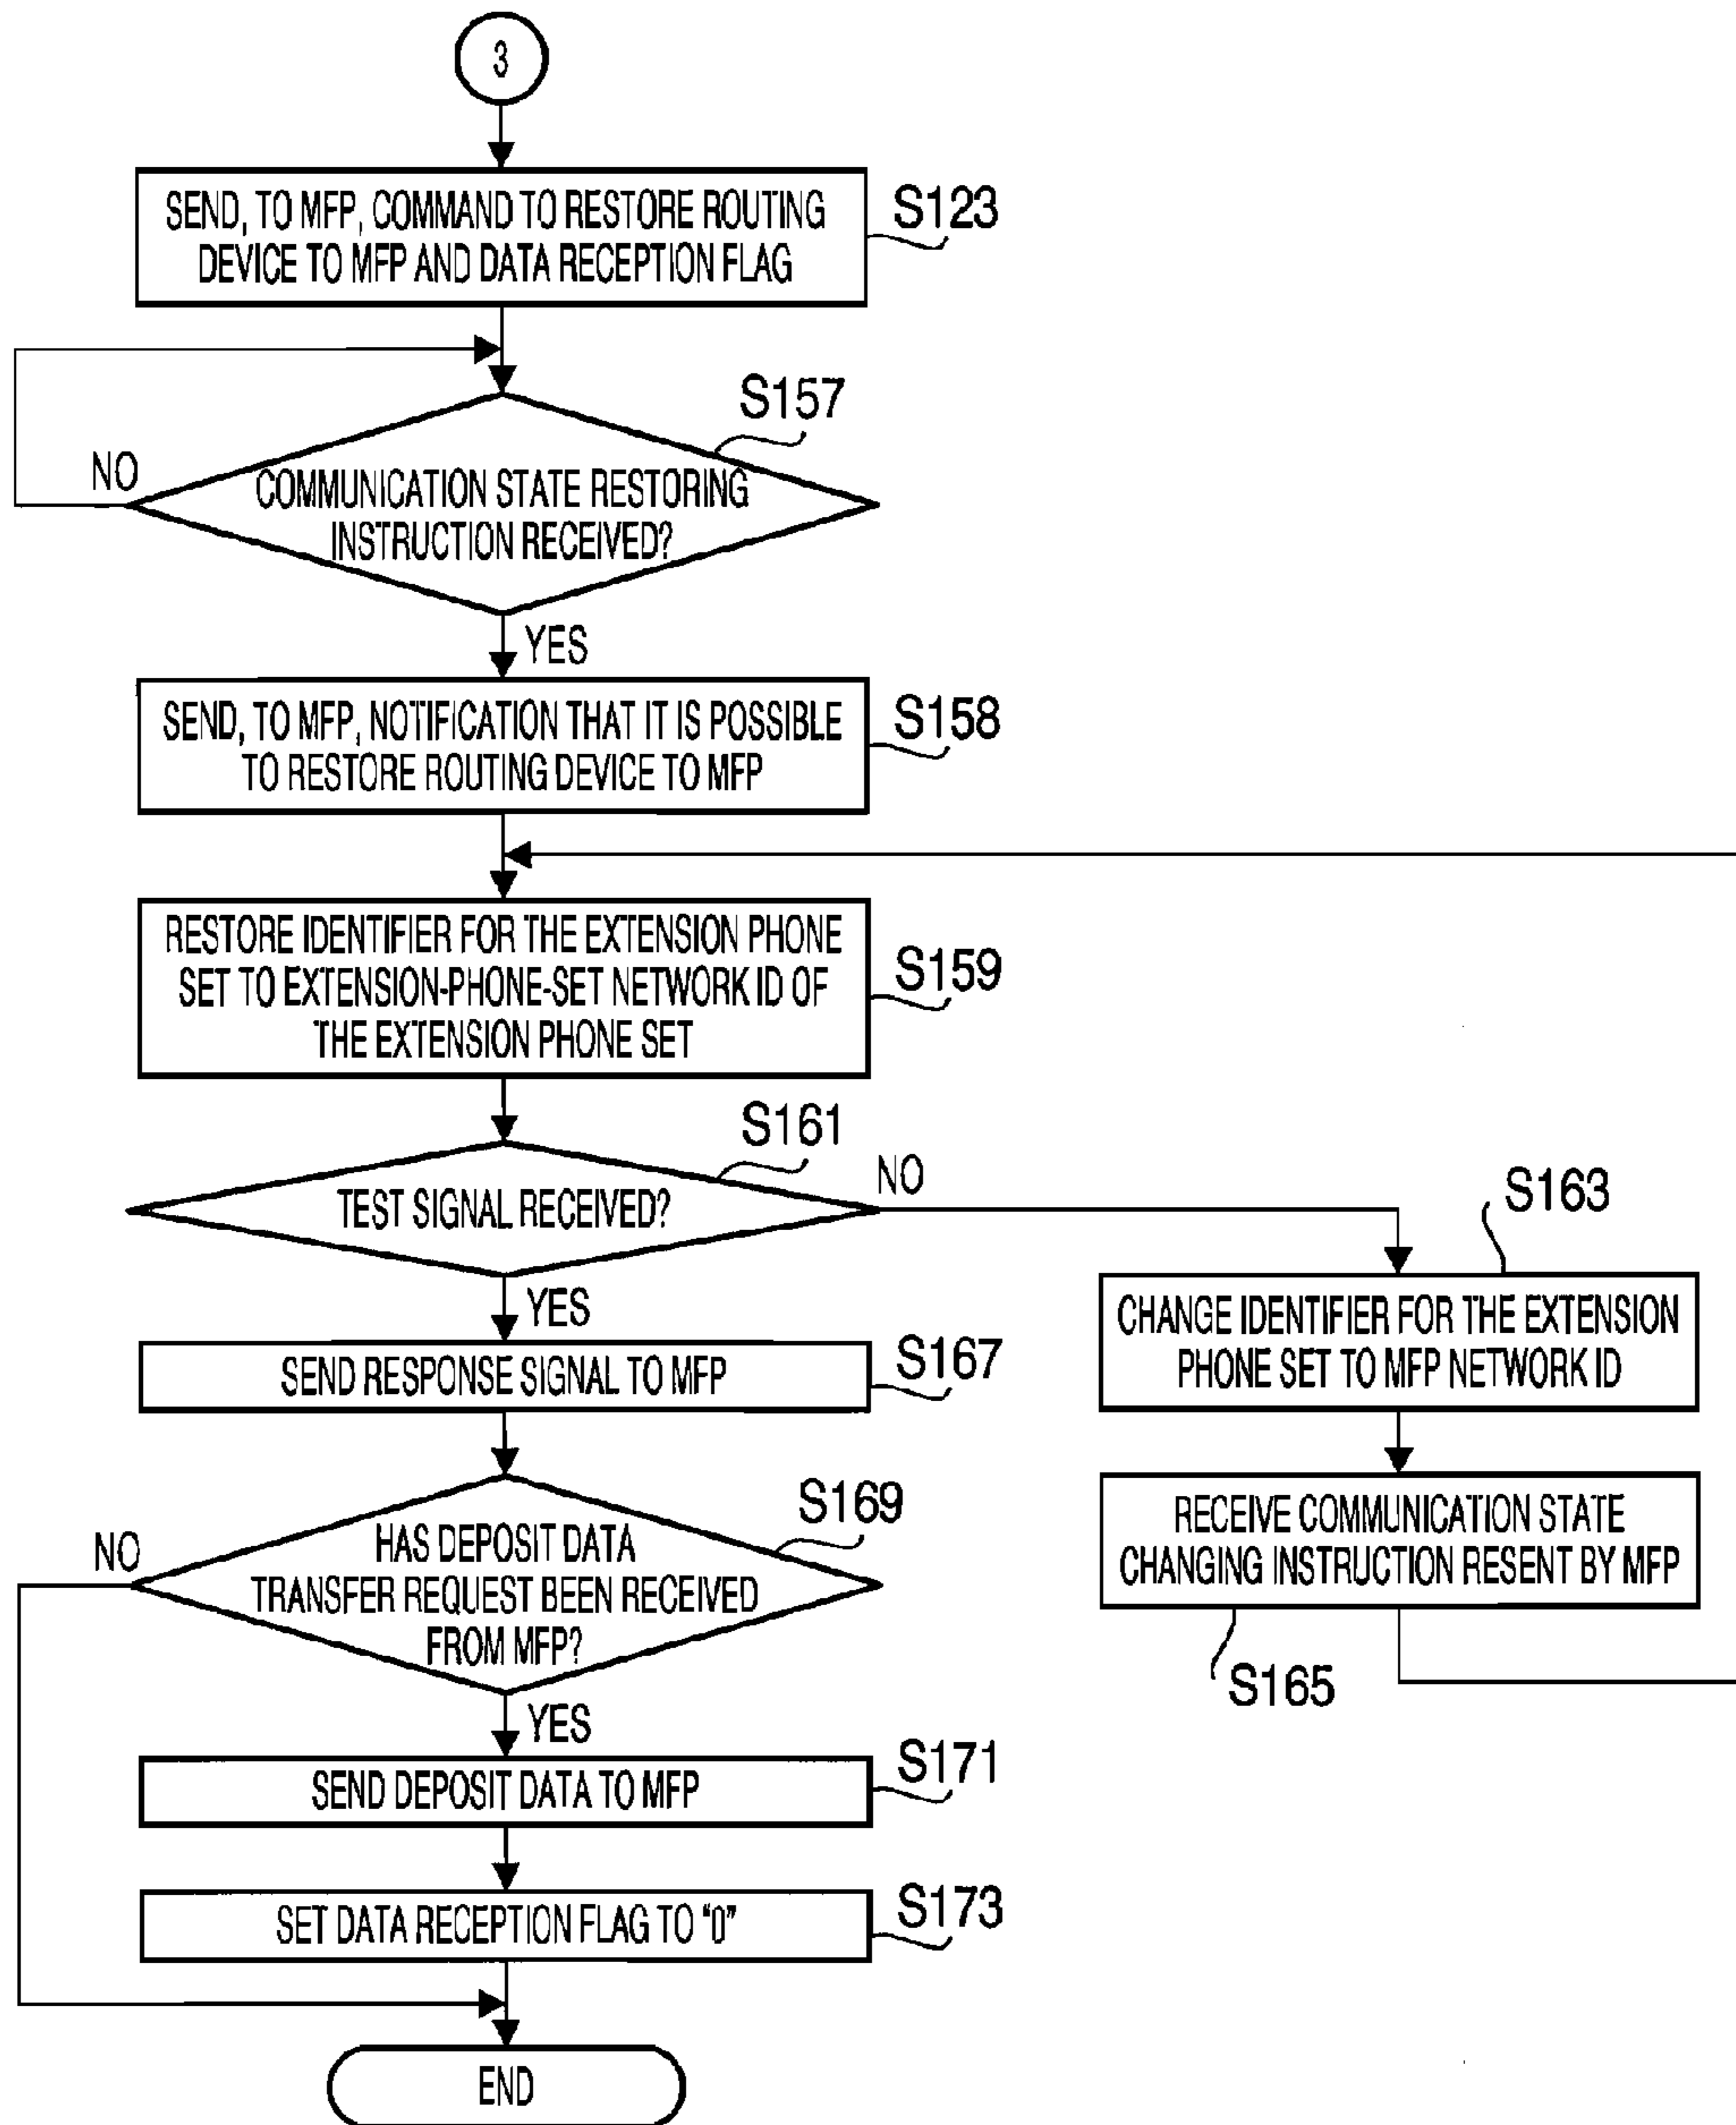 3
SEND, TO MFP, COMMAND TO RESTORE ROUTING
DEVICE TO MFP AND DATA RECEPTION FLAG
S123
S157
NO
COMMUNICATION STATE RESTORING
INSTRUCTION RECEIVED?
YES
SEND, TO MFP, NOTIFICATION THAT IT IS POSSIBLE
TO RESTORE ROUTING DEVICE TO MFP
S158
RESTORE IDENTIFIER FOR THE EXTENSION PHONE
SET TO EXTENSION-PHONE-SET NETWORK ID OF
THE EXTENSION PHONE SET
S159
S161
TEST SIGNAL RECEIVED?
NO
YES
S163
CHANGE IDENTIFIER FOR THE EXTENSION
PHONE SET TO MFP NETWORK ID
SEND RESPONSE SIGNAL TO MFP
S167
RECEIVE COMMUNICATION STATE
CHANGING INSTRUCTION RESENT BY MFP
S165
S169
NO
HAS DEPOSIT DATA
TRANSFER REQUEST BEEN RECEIVED
FROM MFP?
YES
SEND DEPOSIT DATA TO MFP
S171
SET DATA RECEPTION FLAG TO “0”
S173
END